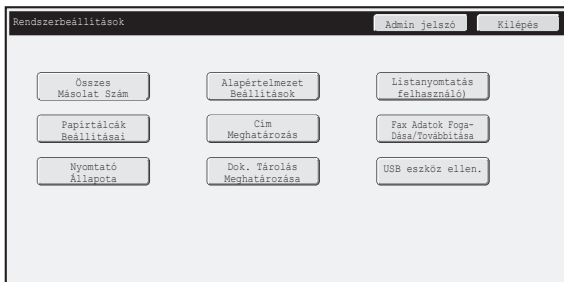 Rendszerbeállítások
Admin jelszó
Kilépés
Összes
Másolat Szám
Alapértelmezet
Beállítások
Listanyomtatás
felhasználó)
Papírtálcák
Beállításai
Cím
Meghatározás
Fax Adatok Foga-
Dása/Továbbítása
Nyomtató
Állapota
Dok. Tárolás
Meghatározása
USB eszköz ellen.